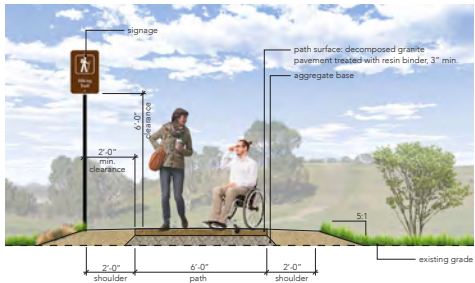 signage
path surface: decomposed granite
pavement treated with resin binder, 3" min.
aggregate base
Hiking
Trail
6'-0"
clearance
2'-0"
min.
clearance
5:1
existing grade
2'-0"
shoulder
6'-0"
path
2'-0"
shoulder